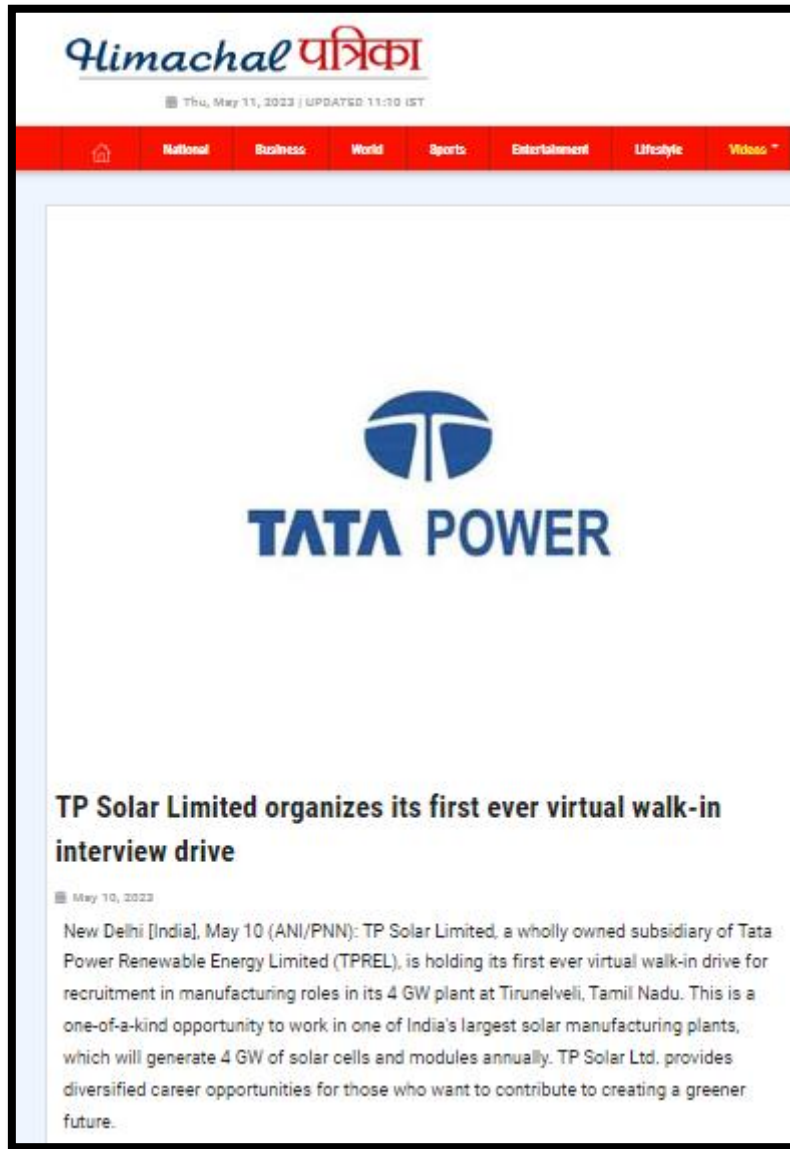 Himachal पत्रिका
Thu, May 11, 2023 | UPDATED 11:10 IST
National Business World Sports Entertainment Lifestyle Videos
TATA POWER
TP Solar Limited organizes its first ever virtual walk-in
interview drive
May 10, 2023
New Delhi [India], May 10 (ANI/PNN): TP Solar Limited, a wholly owned subsidiary of Tata
Power Renewable Energy Limited (TPREL), is holding its first ever virtual walk-in drive for
recruitment in manufacturing roles in its 4 GW plant at Tirunelveli, Tamil Nadu. This is a
one-of-a-kind opportunity to work in one of India's largest solar manufacturing plants,
which will generate 4 GW of solar cells and modules annually. TP Solar Ltd. provides
diversified career opportunities for those who want to contribute to creating a greener
future.